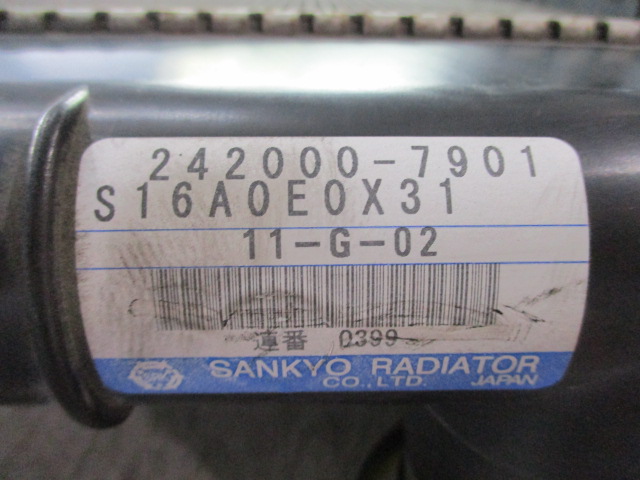 242000-7901
S16A0E0X31
11-G-02
連番 0399
SANKYO RADIATOR
CO.,LTD. JAPAN